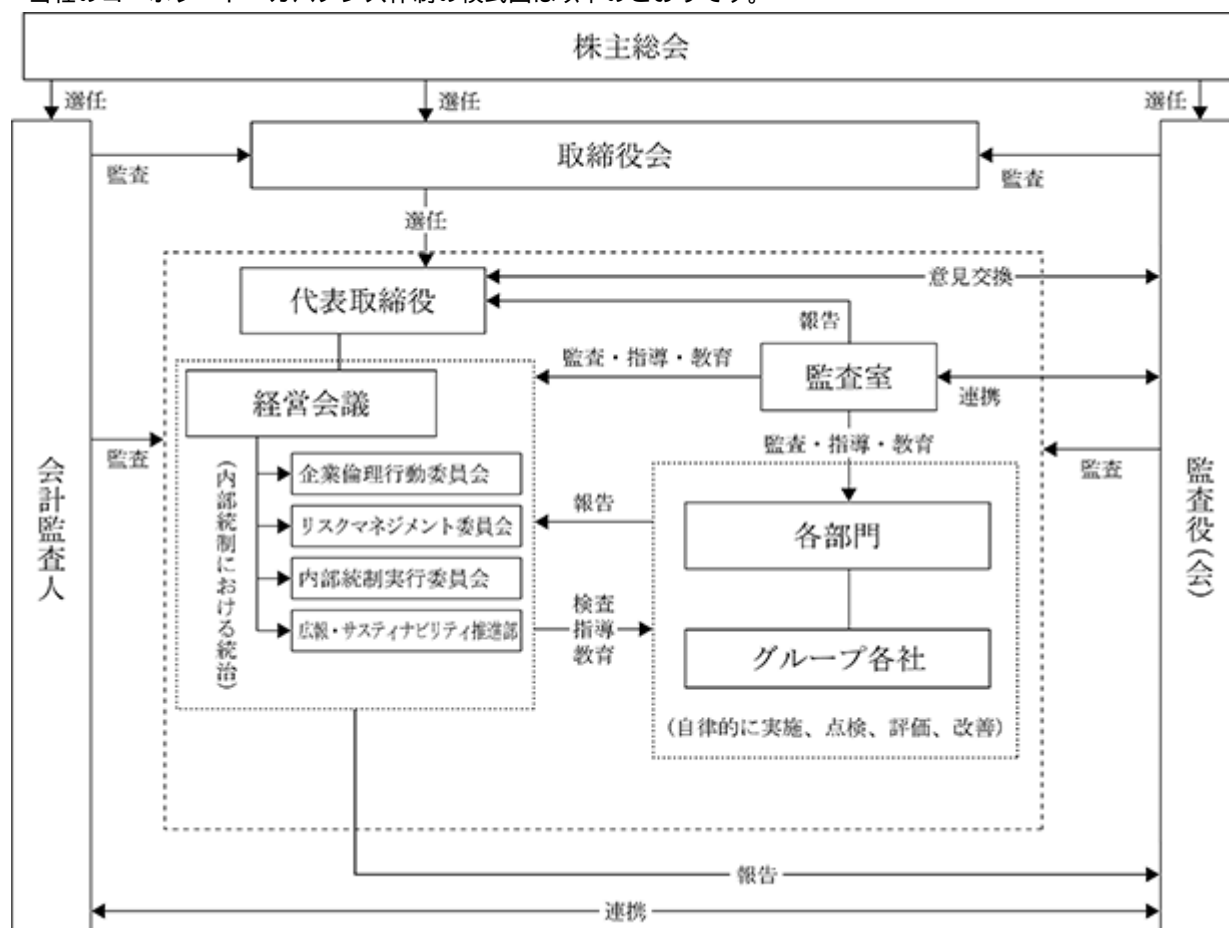 当社のコーポレート・ガバナンス体制の模式図は以下のとおりです。
株主総会
選任
選任
選任
取締役会
監査
監査
選任
代表取締役
意見交換
報告
監査・指導・教育
監査室
連携
経営会議
監査
監査・指導・教育
監査
会計監査人
監査役(会)
(内部統制における統治)
企業倫理行動委員会
リスクマネジメント委員会
内部統制実行委員会
広報・サスティナビリティ推進部
報告
各部門
検査
指導
教育
グループ各社
(自律的に実施、点検、評価、改善)
報告
連携